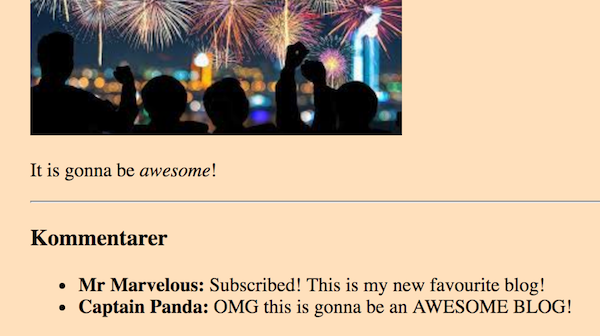 It is gonna be awesome!
Kommentarer
Mr Marvelous: Subscribed! This is my new favourite blog!
Captain Panda: OMG this is gonna be an AWESOME BLOG!